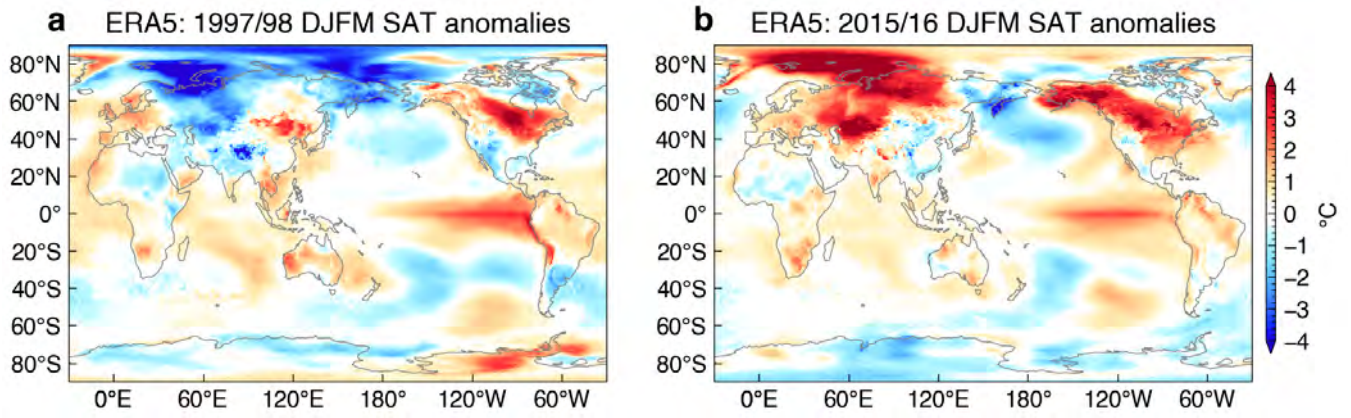 a ERA5: 1997/98 DJFM SAT anomalies
80°N
60°N
40°N
20°N
0°
20°S
40°S
60°S
80°S
0°E 60°E 120°E 180° 120°W 60°W
b ERA5: 2015/16 DJFM SAT anomalies
80°N
60°N
40°N
20°N
0°
20°S
40°S
60°S
80°S
0°E 60°E 120°E 180° 120°W 60°W
4
3
2
1
0
−1
−2
−3
−4
°C